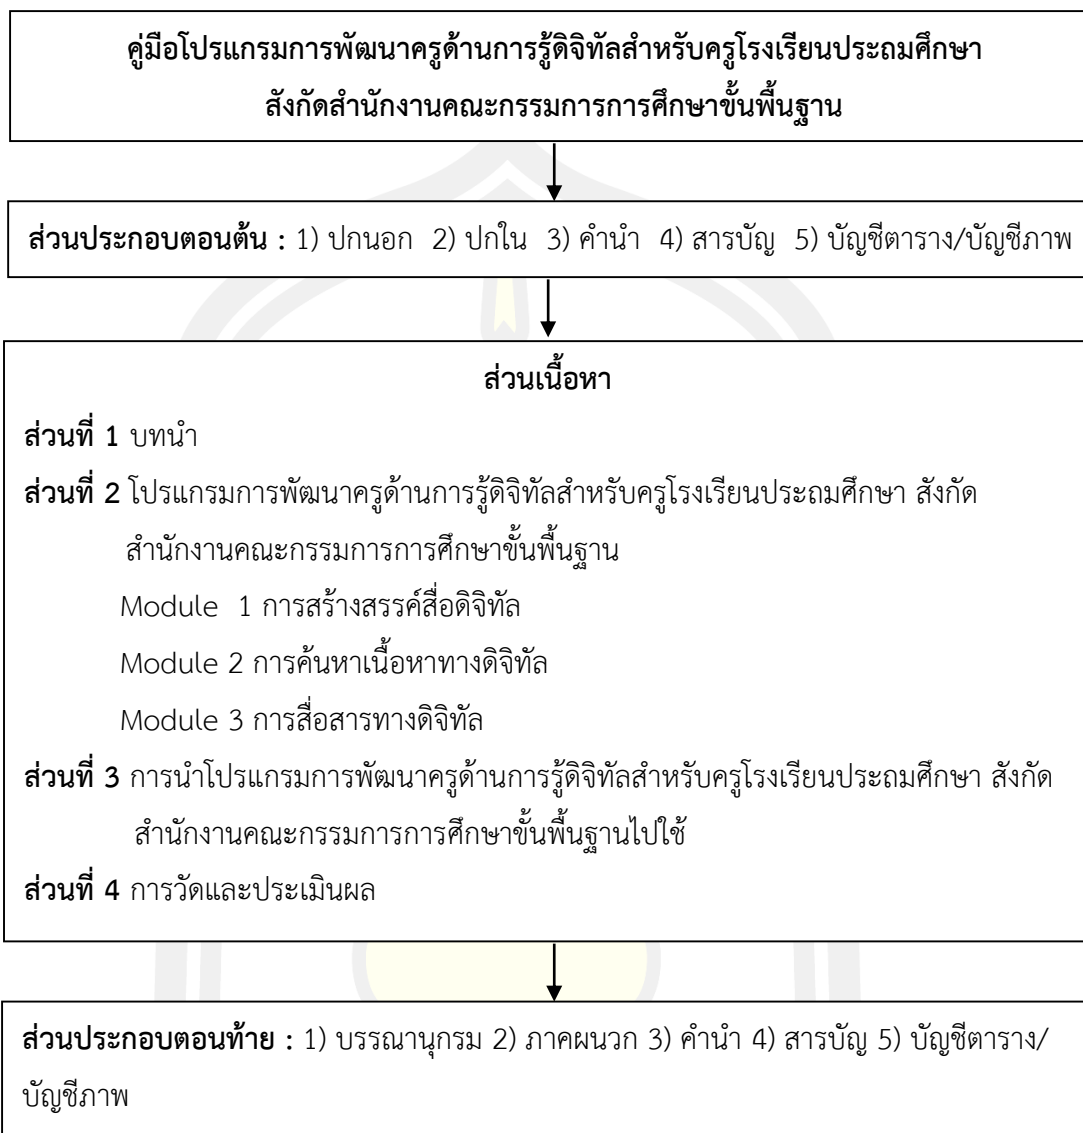 คู่มือโปรแกรมการพัฒนาครูด้านการรู้ดิจิทัลสำหรับครูโรงเรียนประถมศึกษา
สังกัดสำนักงานคณะกรรมการการศึกษาขั้นพื้นฐาน
ส่วนประกอบตอนต้น : 1) ปกนอก 2) ปกใน 3) คำนำ 4) สารบัญ 5) บัญชีตาราง/บัญชีภาพ
ส่วนเนื้อหา
ส่วนที่ 1 บทนำ
ส่วนที่ 2 โปรแกรมการพัฒนาครูด้านการรู้ดิจิทัลสำหรับครูโรงเรียนประถมศึกษา สังกัด
สำนักงานคณะกรรมการการศึกษาขั้นพื้นฐาน
Module 1 การสร้างสรรค์สื่อดิจิทัล
Module 2 การค้นหาเนื้อหาทางดิจิทัล
Module 3 การสื่อสารทางดิจิทัล
ส่วนที่ 3 การนำโปรแกรมการพัฒนาครูด้านการรู้ดิจิทัลสำหรับครูโรงเรียนประถมศึกษา สังกัด
สำนักงานคณะกรรมการการศึกษาขั้นพื้นฐานไปใช้
ส่วนที่ 4 การวัดและประเมินผล
ส่วนประกอบตอนท้าย : 1) บรรณานุกรม 2) ภาคผนวก 3) คำนำ 4) สารบัญ 5) บัญชีตาราง/
บัญชีภาพ